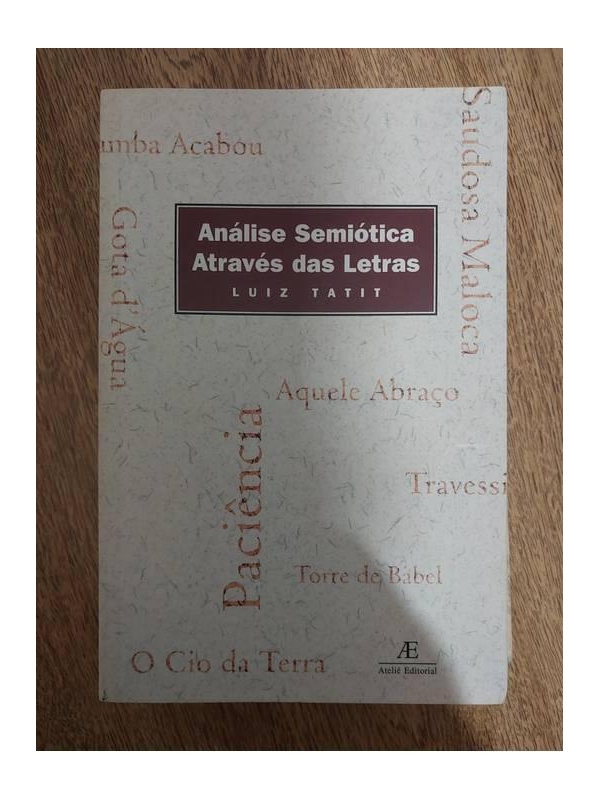 umba Acabou
Saudosa Maloca
Gota d'Água
Análise Semiótica
Através das Letras
LUIZ TATIT
Aquele Abraço
Paciência
Travessi
Torre de Babel
O Cio da Terra
Æ
Ateliê Editorial